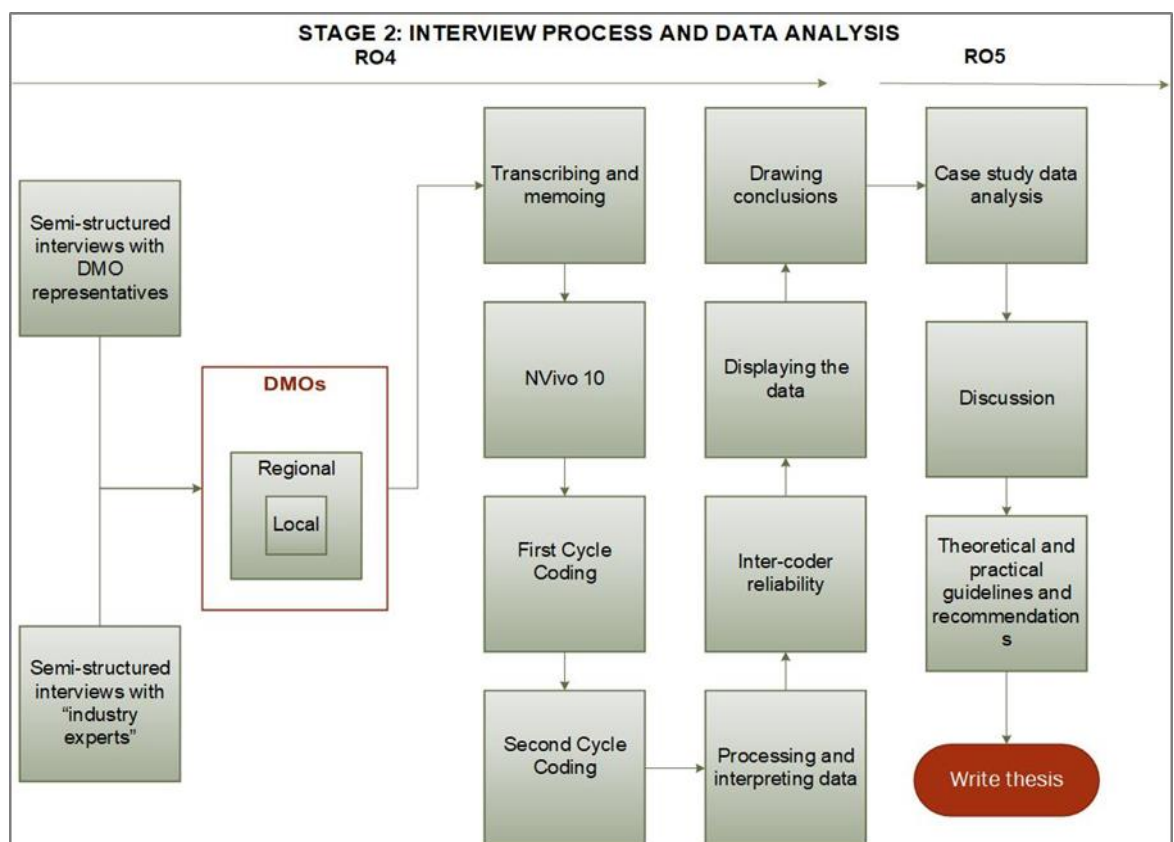 STAGE 2: INTERVIEW PROCESS AND DATA ANALYSIS
RO4
RO5
Semi-structured
interviews with
DMO
representatives
Semi-structured
interviews with
“industry
experts”
DMOs
Regional
Local
Transcribing and
memoing
NVivo 10
First Cycle
Coding
Second Cycle
Coding
Processing and
interpreting data
Inter-coder
reliability
Displaying the
data
Drawing
conclusions
Case study data
analysis
Discussion
Theoretical and
practical
guidelines and
recommendation
s
Write thesis